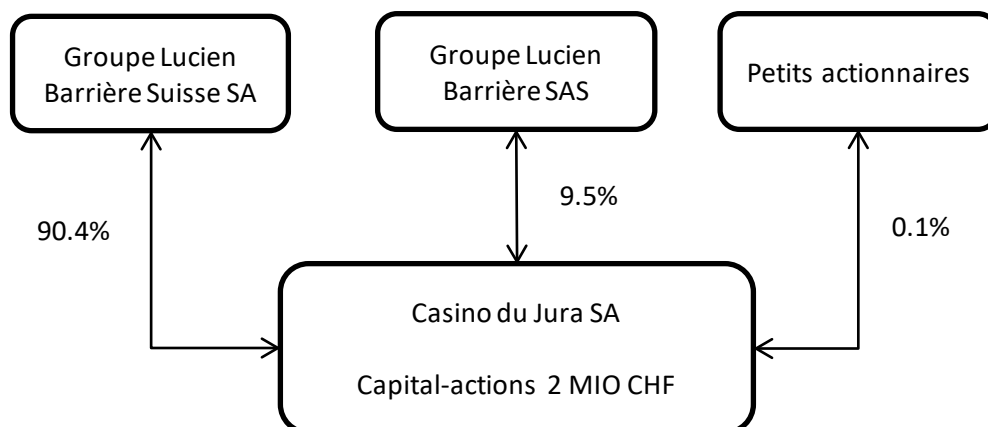 Groupe Lucien
Barrière Suisse SA
Groupe Lucien
Barrière SAS
Petits actionnaires
90.4%
9.5%
0.1%
Casino du Jura SA
Capital-actions 2 MIO CHF